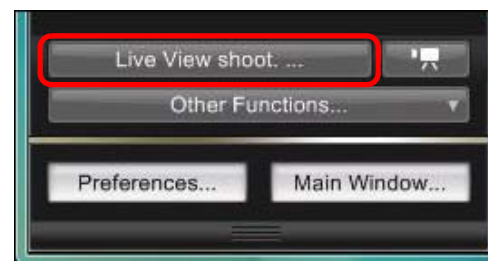 Live View shoot. ...
Other Functions...
Preferences... Main Window...